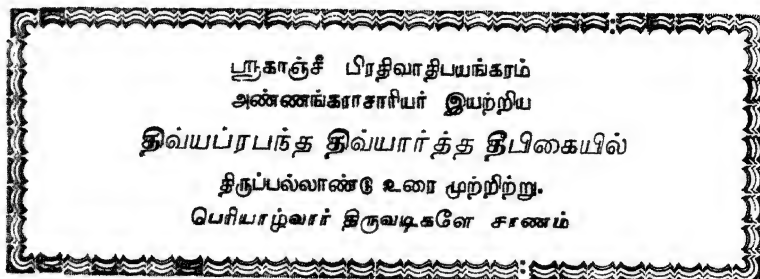 ஸ்ரீகாஞ்சீ பிரதிவாதிபயங்கரம்
அண்ணங்கராசாரியர் இயற்றிய
திவ்யப்ரபந்த திவ்யார்த்த தீபிகையில்
திருப்பல்லாண்டு உரை முற்றிற்று.
பெரியாழ்வார் திருவடிகளே சரணம்